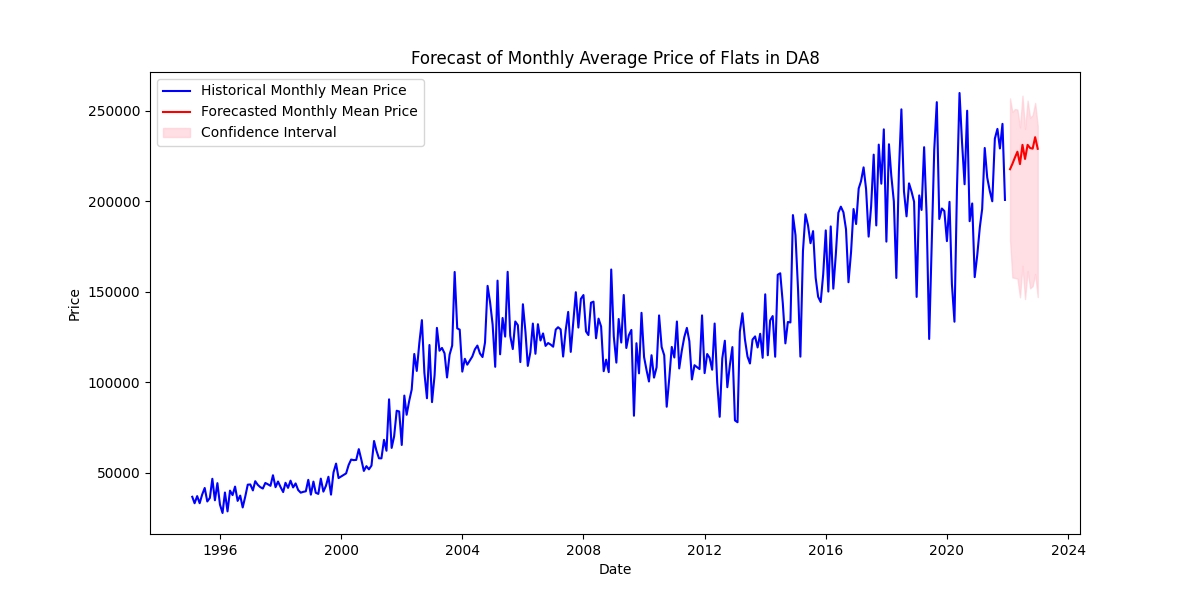 Forecast of Monthly Average Price of Flats in DA8
Historical Monthly Mean Price
Forecasted Monthly Mean Price
Confidence Interval
250000
200000
150000
100000
50000
Price
1996 2000 2004 2008 2012 2016 2020 2024
Date